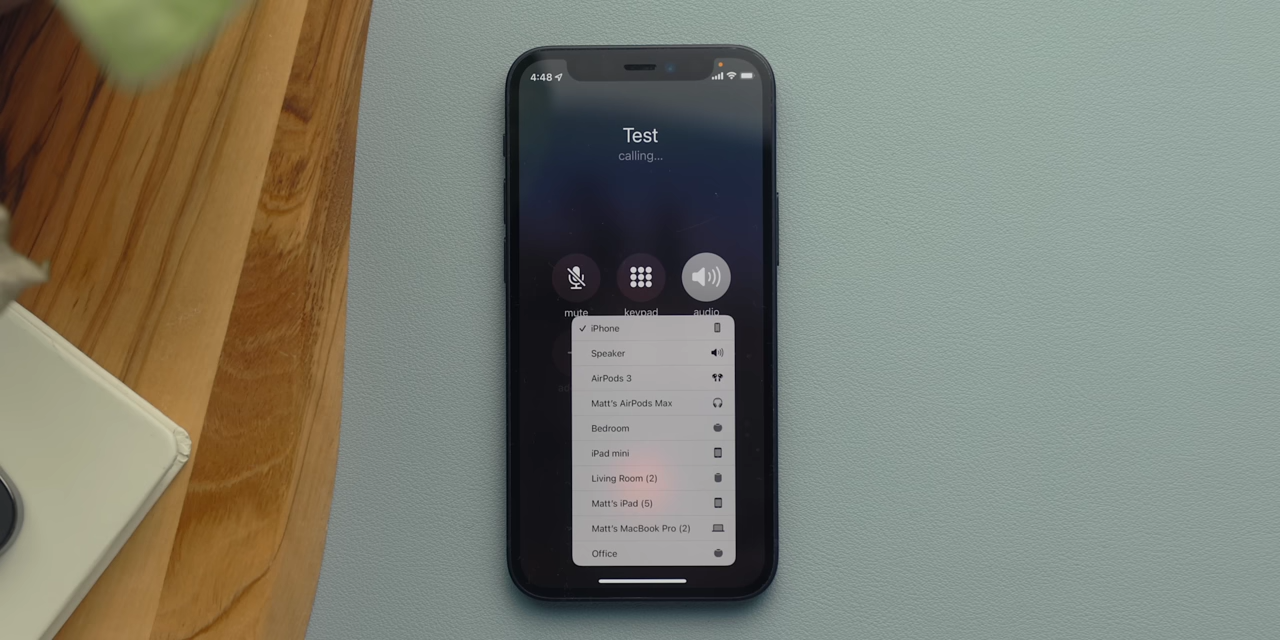 4:48
Test
calling...
mute
keypad
audio
iPhone
Speaker
AirPods 3
Matt's AirPods Max
Bedroom
iPad mini
Living Room (2)
Matt's iPad (5)
Matt's MacBook Pro (2)
Office